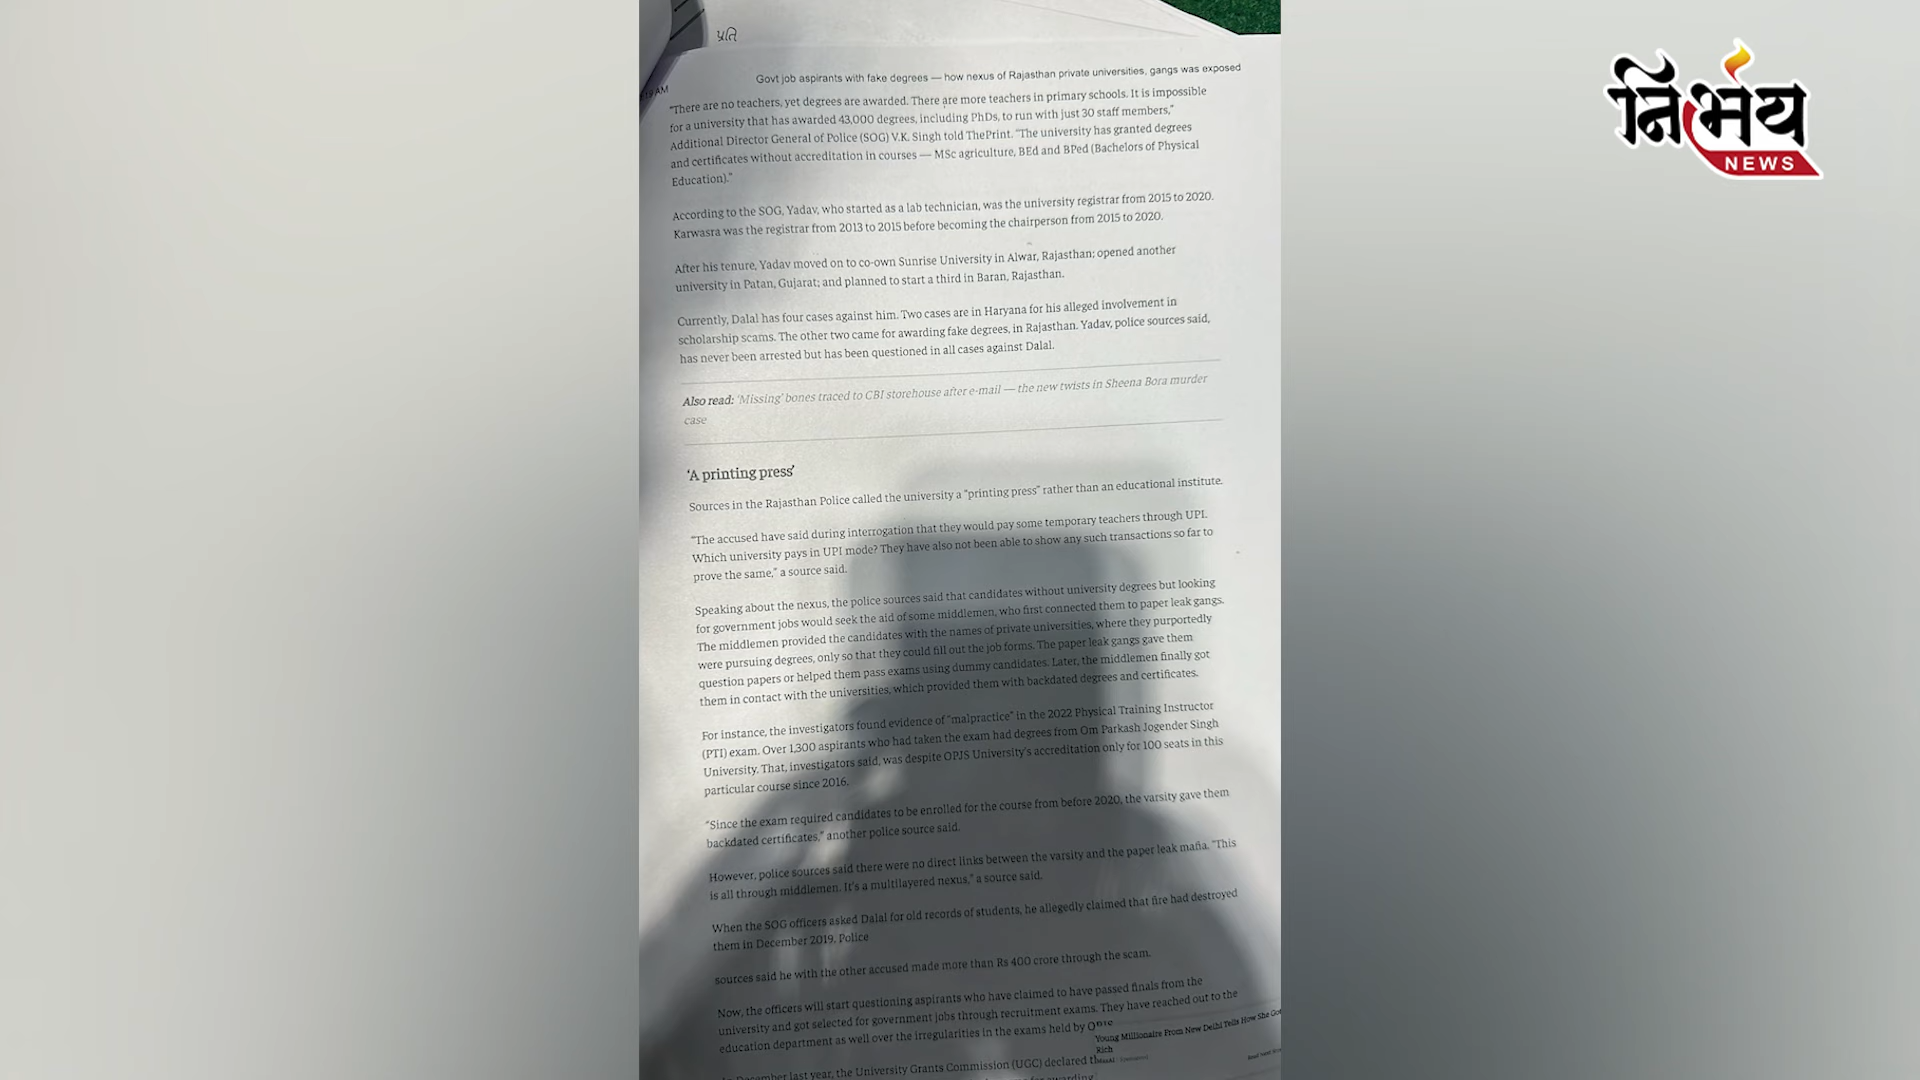 પ્રતિ
Govt job aspirants with fake degrees — how nexus of Rajasthan private universities, gangs was exposed
AM
"There are no teachers, yet degrees are awarded. There are more teachers in primary schools. It is impossible
for a university that has awarded 43,000 degrees, including PhDs, to run with just 30 staff members,"
Additional Director General of Police (SOG) V.K. Singh told ThePrint. "The university has granted degrees
and certificates without accreditation in courses — MSc agriculture, BEd and BPed (Bachelors of Physical
Education)."
According to the SOG, Yadav, who started as a lab technician, was the university registrar from 2015 to 2020.
Karwasra was the registrar from 2013 to 2015 before becoming the chairperson from 2015 to 2020.
After his tenure, Yadav moved on to co-own Sunrise University in Alwar, Rajasthan; opened another
university in Patan, Gujarat; and planned to start a third in Baran, Rajasthan.
Currently, Dalal has four cases against him. Two cases are in Haryana for his alleged involvement in
scholarship scams. The other two came for awarding fake degrees, in Rajasthan. Yadav, police sources said,
has never been arrested but has been questioned in all cases against Dalal.
Also read: 'Missing' bones traced to CBI storehouse after e-mail — the new twists in Sheena Bora murder
case
'A printing press'
Sources in the Rajasthan Police called the university a "printing press" rather than an educational institute.
"The accused have said during interrogation that they would pay some temporary teachers through UPI.
Which university pays in UPI mode? They have also not been able to show any such transactions so far to
prove the same," a source said.
Speaking about the nexus, the police sources said that candidates without university degrees but looking
for government jobs would seek the aid of some middlemen, who first connected them to paper leak gangs.
The middlemen provided the candidates with the names of private universities, where they purportedly
were pursuing degrees, only so that they could fill out the job forms. The paper leak gangs gave them
question papers or helped them pass exams using dummy candidates. Later, the middlemen finally got
them in contact with the universities, which provided them with backdated degrees and certificates.
For instance, the investigators found evidence of "malpractice" in the 2022 Physical Training Instructor
(PTI) exam. Over 1,300 aspirants who had taken the exam had degrees from Om Parkash Jogender Singh
University. That, investigators said, was despite OPJS University's accreditation only for 100 seats in this
particular course since 2016.
"Since the exam required candidates to be enrolled for the course from before 2020, the varsity gave them
backdated certificates," another police source said.
However, police sources said there were no direct links between the varsity and the paper leak mafia. "This
is all through middlemen. It's a multilayered nexus," a source said.
When the SOG officers asked Dalal for old records of students, he allegedly claimed that fire had destroyed
them in December 2019. Police
sources said he with the other accused made more than Rs 400 crore through the scam.
Now, the officers will start questioning aspirants who have claimed to have passed finals from the
university and got selected for government jobs through recruitment exams. They have reached out to the
education department as well over the irregularities in the exams held by
Young Millionaire From New Delhi Tells How She Got
Rich
December last year, the University Grants Commission (UGC) declared
awarding
નિર્ભય
NEWS